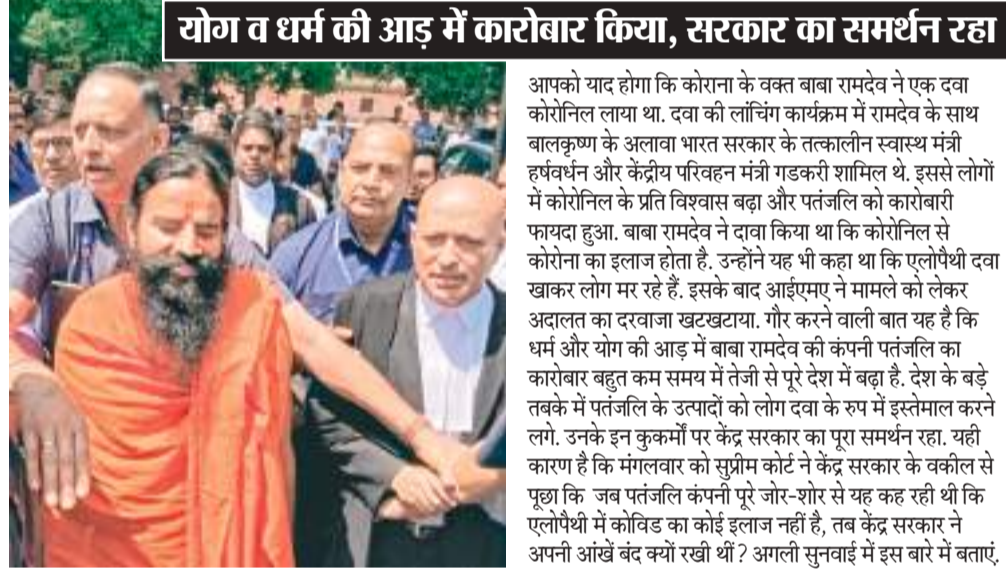 योग व धर्म की आड़ में कारोबार किया, सरकार का समर्थन रहा
आपको याद होगा कि कोराना के वक्त बाबा रामदेव ने एक दवा
कोरोनिल लाया था. दवा की लांचिंग कार्यक्रम में रामदेव के साथ
बालकृष्ण के अलावा भारत सरकार के तत्कालीन स्वास्थ मंत्री
हर्षवर्धन और केंद्रीय परिवहन मंत्री गडकरी शामिल थे. इससे लोगों
में कोरोनिल के प्रति विश्वास बढ़ा और पतंजलि को कारोबारी
फायदा हुआ. बाबा रामदेव ने दावा किया था कि कोरोनिल से
कोरोना का इलाज होता है. उन्होंने यह भी कहा था कि एलोपैथी दवा
खाकर लोग मर रहे हैं. इसके बाद आईएमए ने मामले को लेकर
अदालत का दरवाजा खटखटाया. गौर करने वाली बात यह है कि
धर्म और योग की आड़ में बाबा रामदेव की कंपनी पतंजलि का
कारोबार बहुत कम समय में तेजी से पूरे देश में बढ़ा है. देश के बड़े
तबके में पतंजलि के उत्पादों को लोग दवा के रुप में इस्तेमाल करने
लगे. उनके इन कुकर्मों पर केंद्र सरकार का पूरा समर्थन रहा. यही
कारण है कि मंगलवार को सुप्रीम कोर्ट ने केंद्र सरकार के वकील से
पूछा कि जब पतंजलि कंपनी पूरे जोर-शोर से यह कह रही थी कि
एलोपैथी में कोविड का कोई इलाज नहीं है, तब केंद्र सरकार ने
अपनी आंखें बंद क्यों रखी थीं? अगली सुनवाई में इस बारे में बताएं.